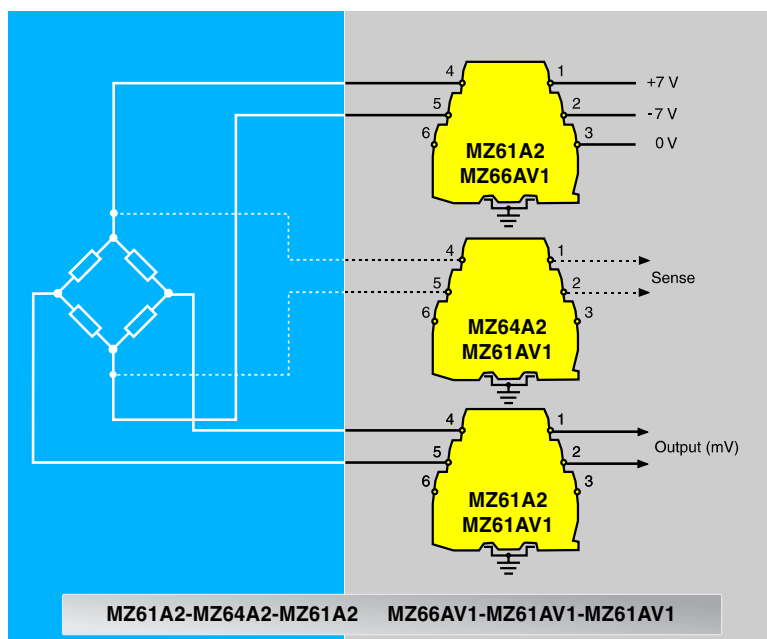 4 1 +7 V
5 2 -7 V
6 3 0 V
MZ61A2
MZ66AV1
4 1
5 2 Sense
6 3
MZ64A2
MZ61AV1
4 1
5 2 Output (mV)
6 3
MZ61A2
MZ61AV1
MZ61A2-MZ64A2-MZ61A2 MZ66AV1-MZ61AV1-MZ61AV1